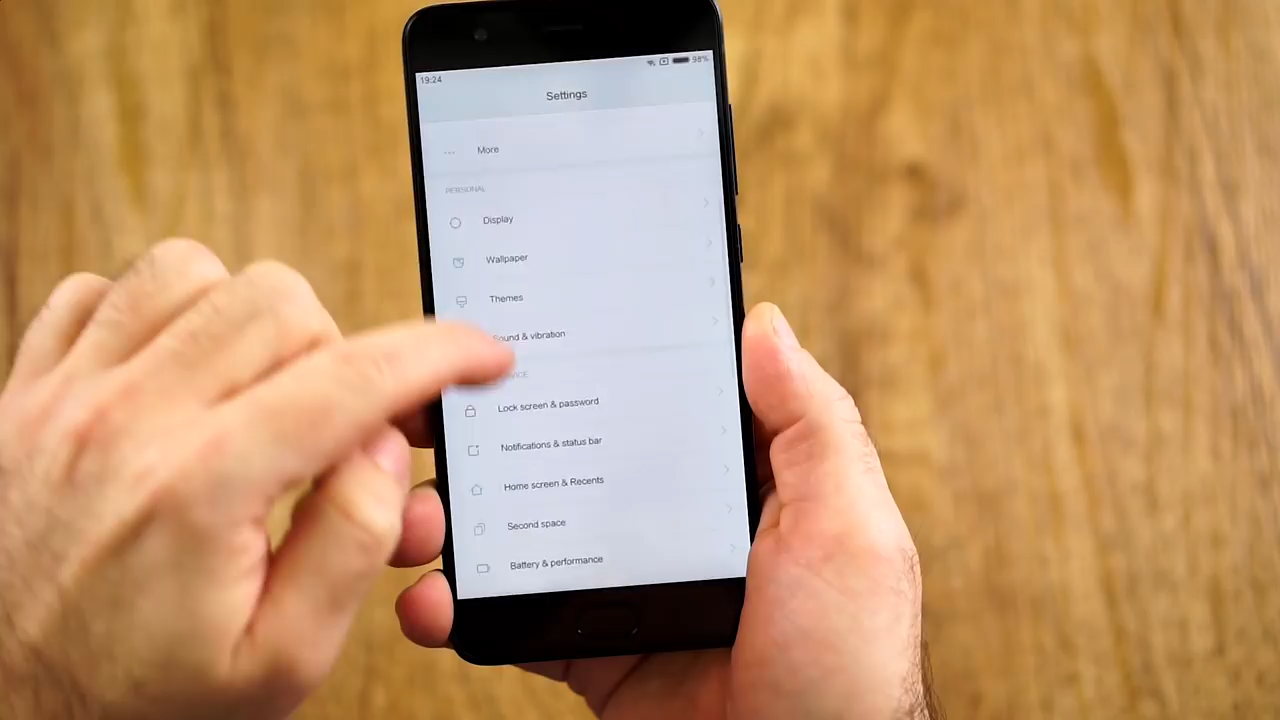 19:24
98%
Settings
More
PERSONAL
Display
Wallpaper
Themes
Sound & vibration
Lock screen & password
Notifications & status bar
Home screen & Recents
Second space
Battery & performance